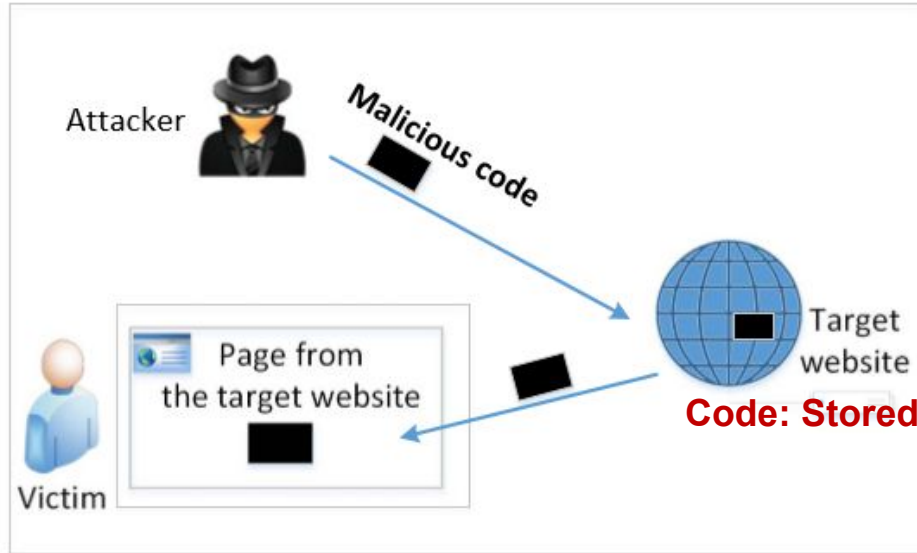 Attacker
Malicious code
Target
website
Code: Stored
Page from
the target website
Victim